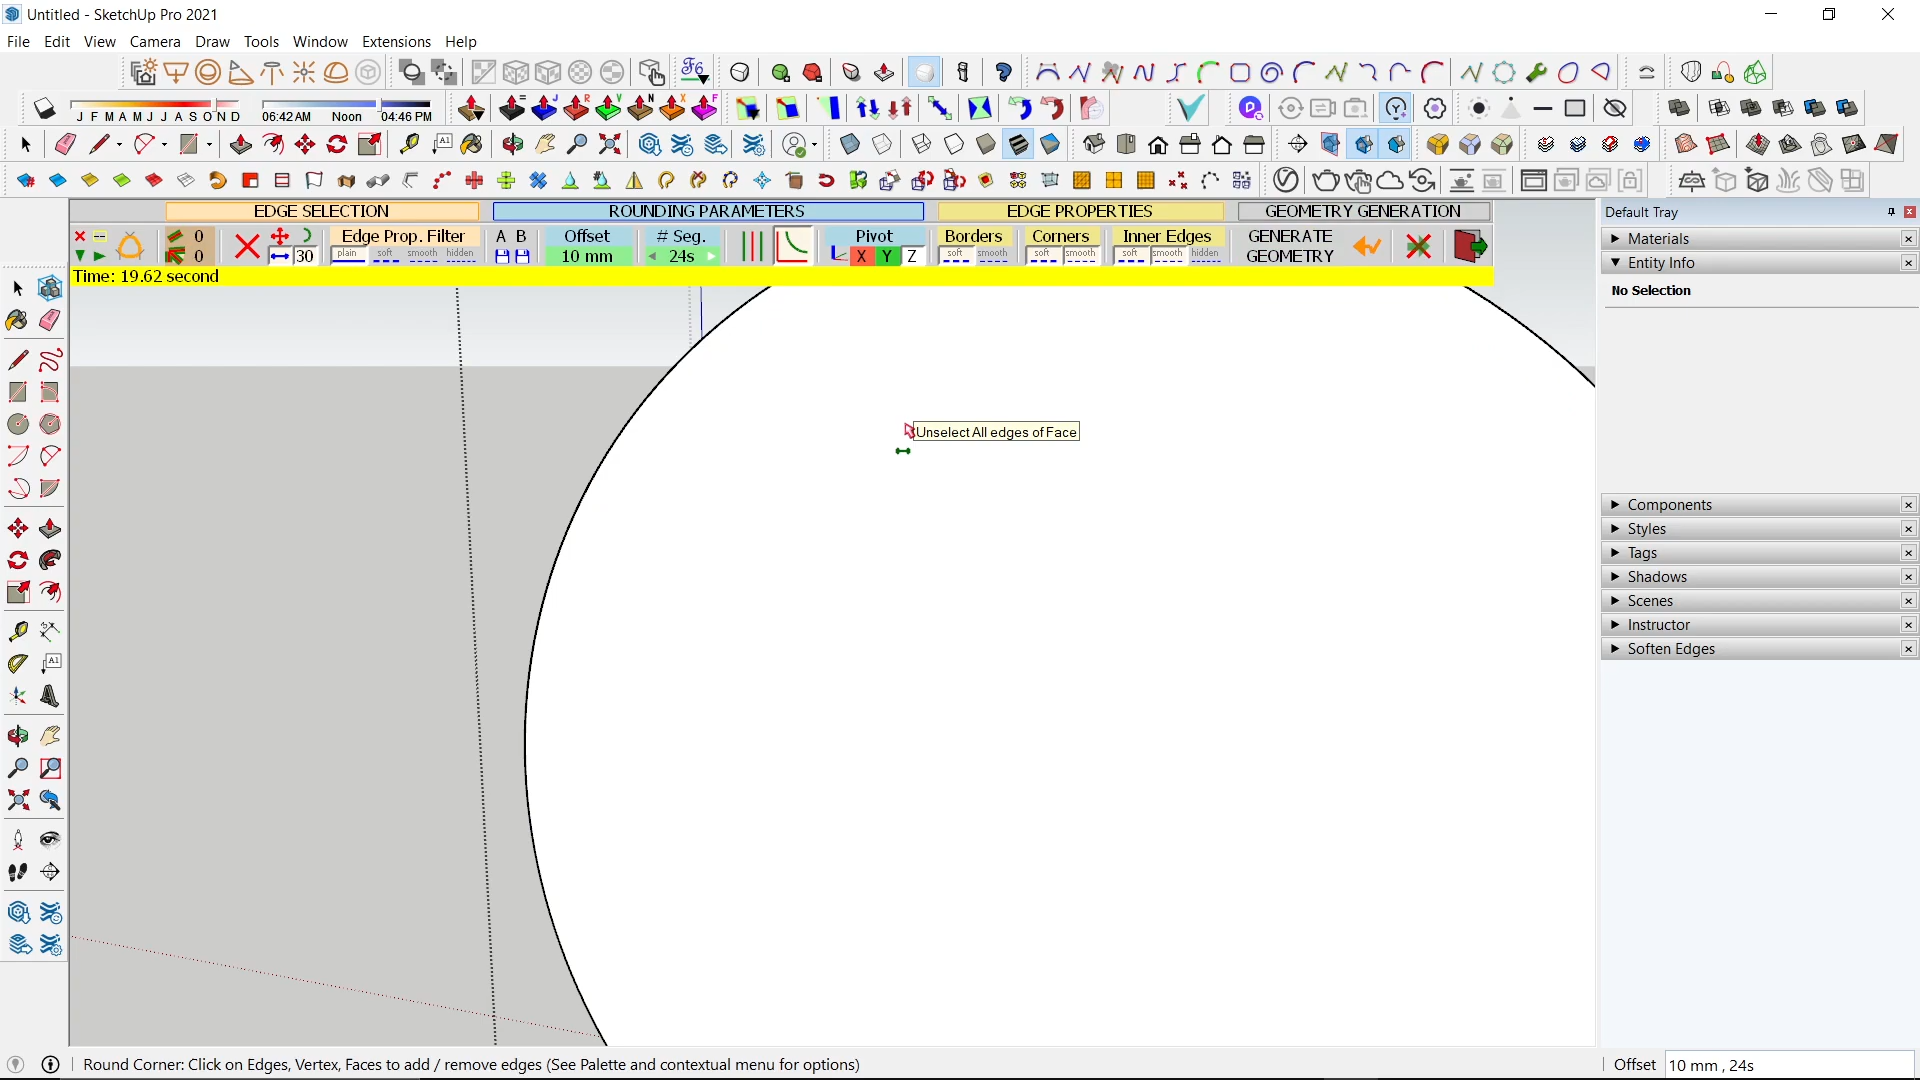 Untitled - SketchUp Pro 2021
File Edit View Camera Draw Tools Window Extensions Help
J F M A M J J A S O N D 06:42 AM Noon 04:46 PM
EDGE SELECTION ROUNDING PARAMETERS EDGE PROPERTIES GEOMETRY GENERATION
Default Tray
0 Edge Prop. Filter A B Offset # Seg. Pivot Borders Corners Inner Edges GENERATE
0 30 plain soft smooth hidden 10 mm 24s X Y Z soft smooth soft smooth soft smooth hidden GEOMETRY
Time: 19.62 second
Materials
Entity Info
No Selection
Unselect All edges of Face
Components
Styles
Tags
Shadows
Scenes
Instructor
Soften Edges
Round Corner: Click on Edges, Vertex, Faces to add / remove edges (See Palette and contextual menu for options)
Offset 10 mm , 24s